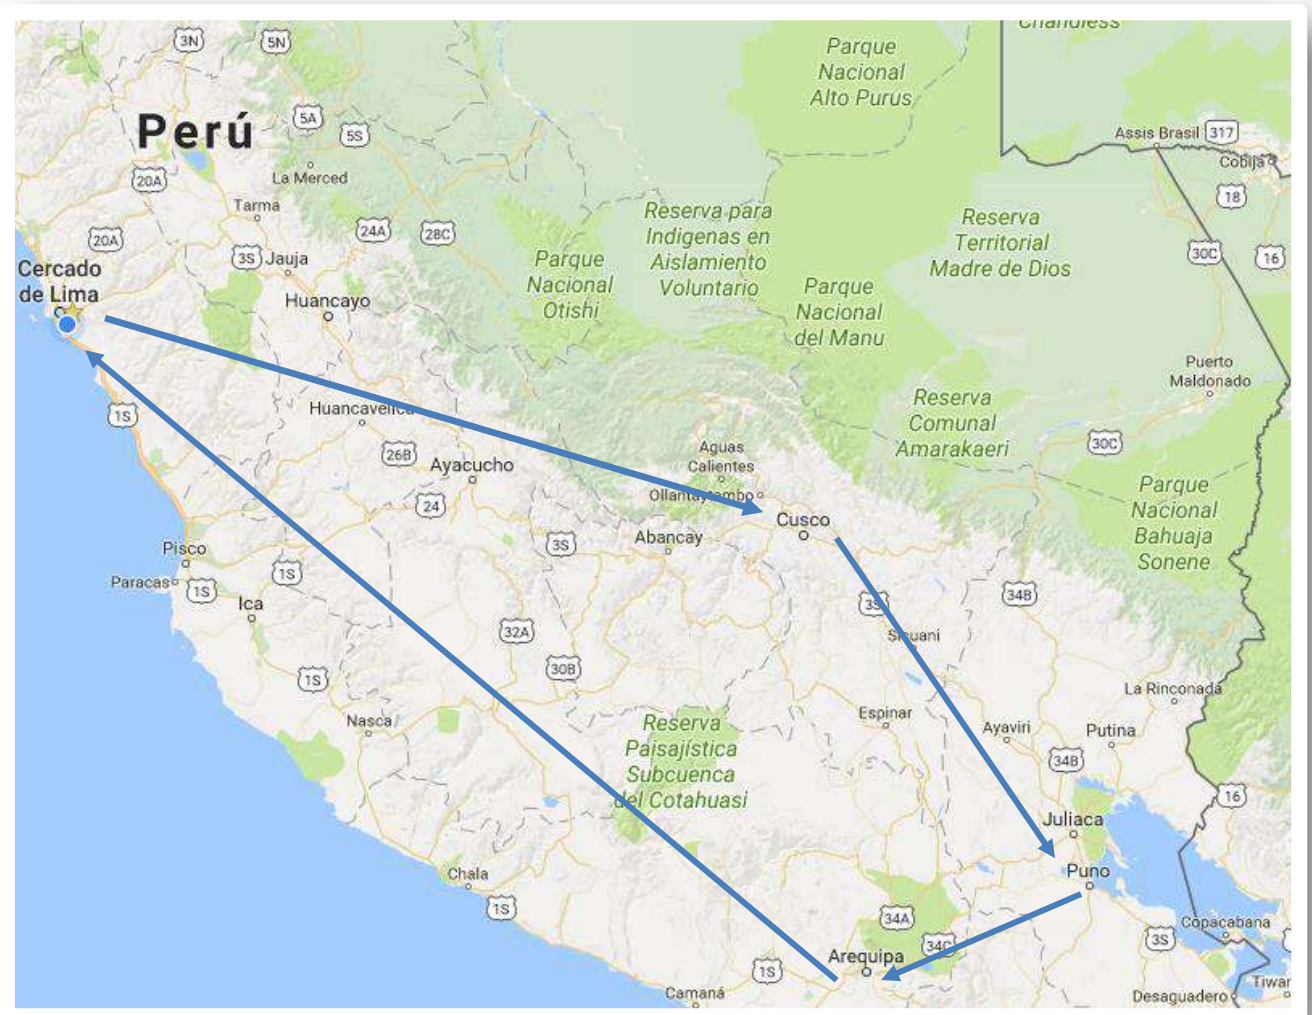 Chandless
3N
5N
Parque
Nacional
Alto Purus
Perú
5A
5S
Assis Brasil
317
Cobija
La Merced
20A
18
Tarma
Reserva para
Indigenas en
Aislamiento
Voluntario
Reserva
Territorial
Madre de Dios
24A
28C
20A
3S
Jauja
30C
16
Cercado
de Lima
Parque
Nacional
Otishi
Parque
Nacional
del Manu
Huancayo
Puerto
Maldonado
1S
Huancavelica
Reserva
Comunal
Amarakaeri
30C
26B
Ayacucho
Aguas
Calientes
Ollantaytambo
24
Parque
Nacional
Bahuaja
Sonene
Cusco
Abancay
3S
Pisco
Paracas
1S
1S
Ica
34B
3S
32A
Sicuani
30B
1S
La Rinconada
Nasca
Reserva
Paisajística
Subcuenca
del Cotahuasi
Espinar
Ayaviri
Putina
34B
16
Juliaca
Chala
Puno
1S
34A
34C
Copacabana
3S
Arequipa
1S
Camaná
Tiwar
Desaguadero